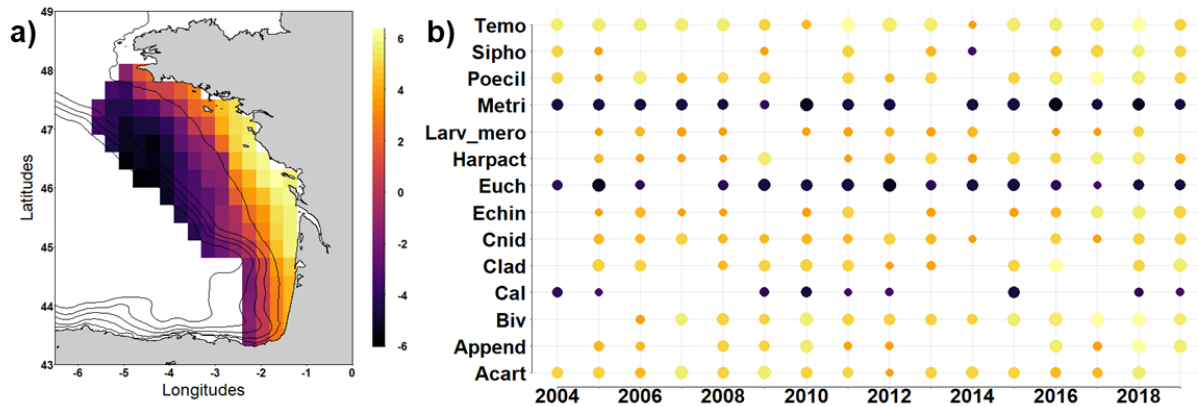 a)
49
48
47
46
45
44
43
Latitudes
-6
-5
-4
-3
-2
-1
0
Longitudes
6
4
2
0
-2
-4
-6
b)
Temo
Sipho
Poecil
Metri
Larv_mero
Harpact
Euch
Echin
Cnid
Clad
Cal
Biv
Append
Acart
2004 2006 2008 2010 2012 2014 2016 2018